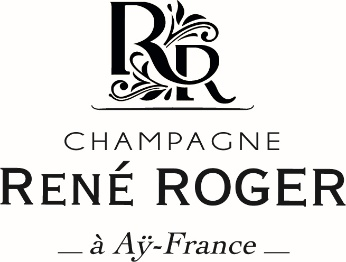 RR
CHAMPAGNE
RENÉ ROGER
à Aÿ-France